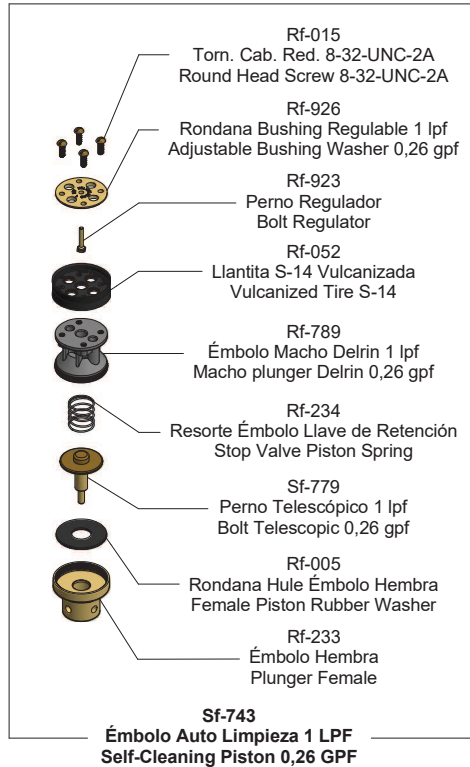 Rf-015
Torn. Cab. Red. 8-32-UNC-2A
Round Head Screw 8-32-UNC-2A
Rf-926
Rondana Bushing Regulable 1 lpf
Adjustable Bushing Washer 0,26 gpf
Rf-923
Perno Regulador
Bolt Regulator
Rf-052
Llantita S-14 Vulcanizada
Vulcanized Tire S-14
Rf-789
Émbolo Macho Delrin 1 lpf
Macho plunger Delrin 0,26 gpf
Rf-234
Resorte Émbolo Llave de Retención
Stop Valve Piston Spring
Sf-779
Perno Telescópico 1 lpf
Bolt Telescopic 0,26 gpf
Rf-005
Rondana Hule Émbolo Hembra
Female Piston Rubber Washer
Rf-233
Émbolo Hembra
Plunger Female
Sf-743
Émbolo Auto Limpieza 1 LPF
Self-Cleaning Piston 0,26 GPF